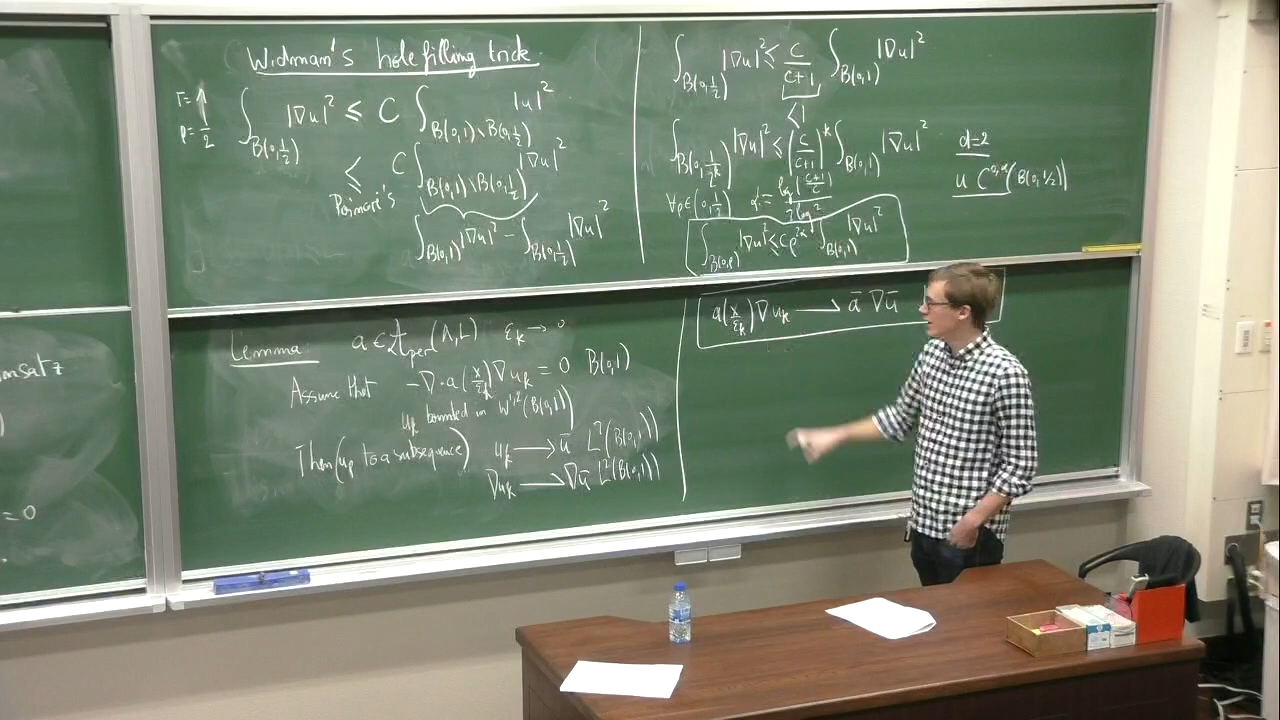 Widman's hole filling trick
r=1
ρ=1/2
∫_{B(0,1/2)} |∇u|² ≤ C ∫_{B(0,1)\B(0,1/2)} |u|²
≤ C ∫_{B(0,1)\B(0,1/2)} |∇u|²
Poincaré's
∫_{B(0,1)} |∇u|² - ∫_{B(0,1/2)} |∇u|²
∫_{B(0,1/2)} |∇u|² ≤ C/(C+1) ∫_{B(0,1)} |∇u|²
<1
∫_{B(0,1/2^k)} |∇u|² ≤ (C/(C+1))^k ∫_{B(0,1)} |∇u|²
∀ρ∈(0,1/2) α := log((C+1)/C) / 2 log 2
∫_{B(0,ρ)} |∇u|² ≤ Cρ^{2α} ∫_{B(0,1)} |∇u|²
d=2
u C^{0,α}(B(0,1/2))
nsatz
)
=0
Lemma: a ∈ 𝒜_per(Λ,L) ε_k → 0
Assume that -∇·a(x/ε_k)∇u_k = 0 B(0,1)
u_k bounded in W^{1,2}(B(0,1))
Then (up to a subsequence) u_k ⟶ ū L²(B(0,1))
∇u_k ⇀ ∇ū L²(B(0,1))
a(x/ε_k)∇u_k ⇀ ā ∇ū